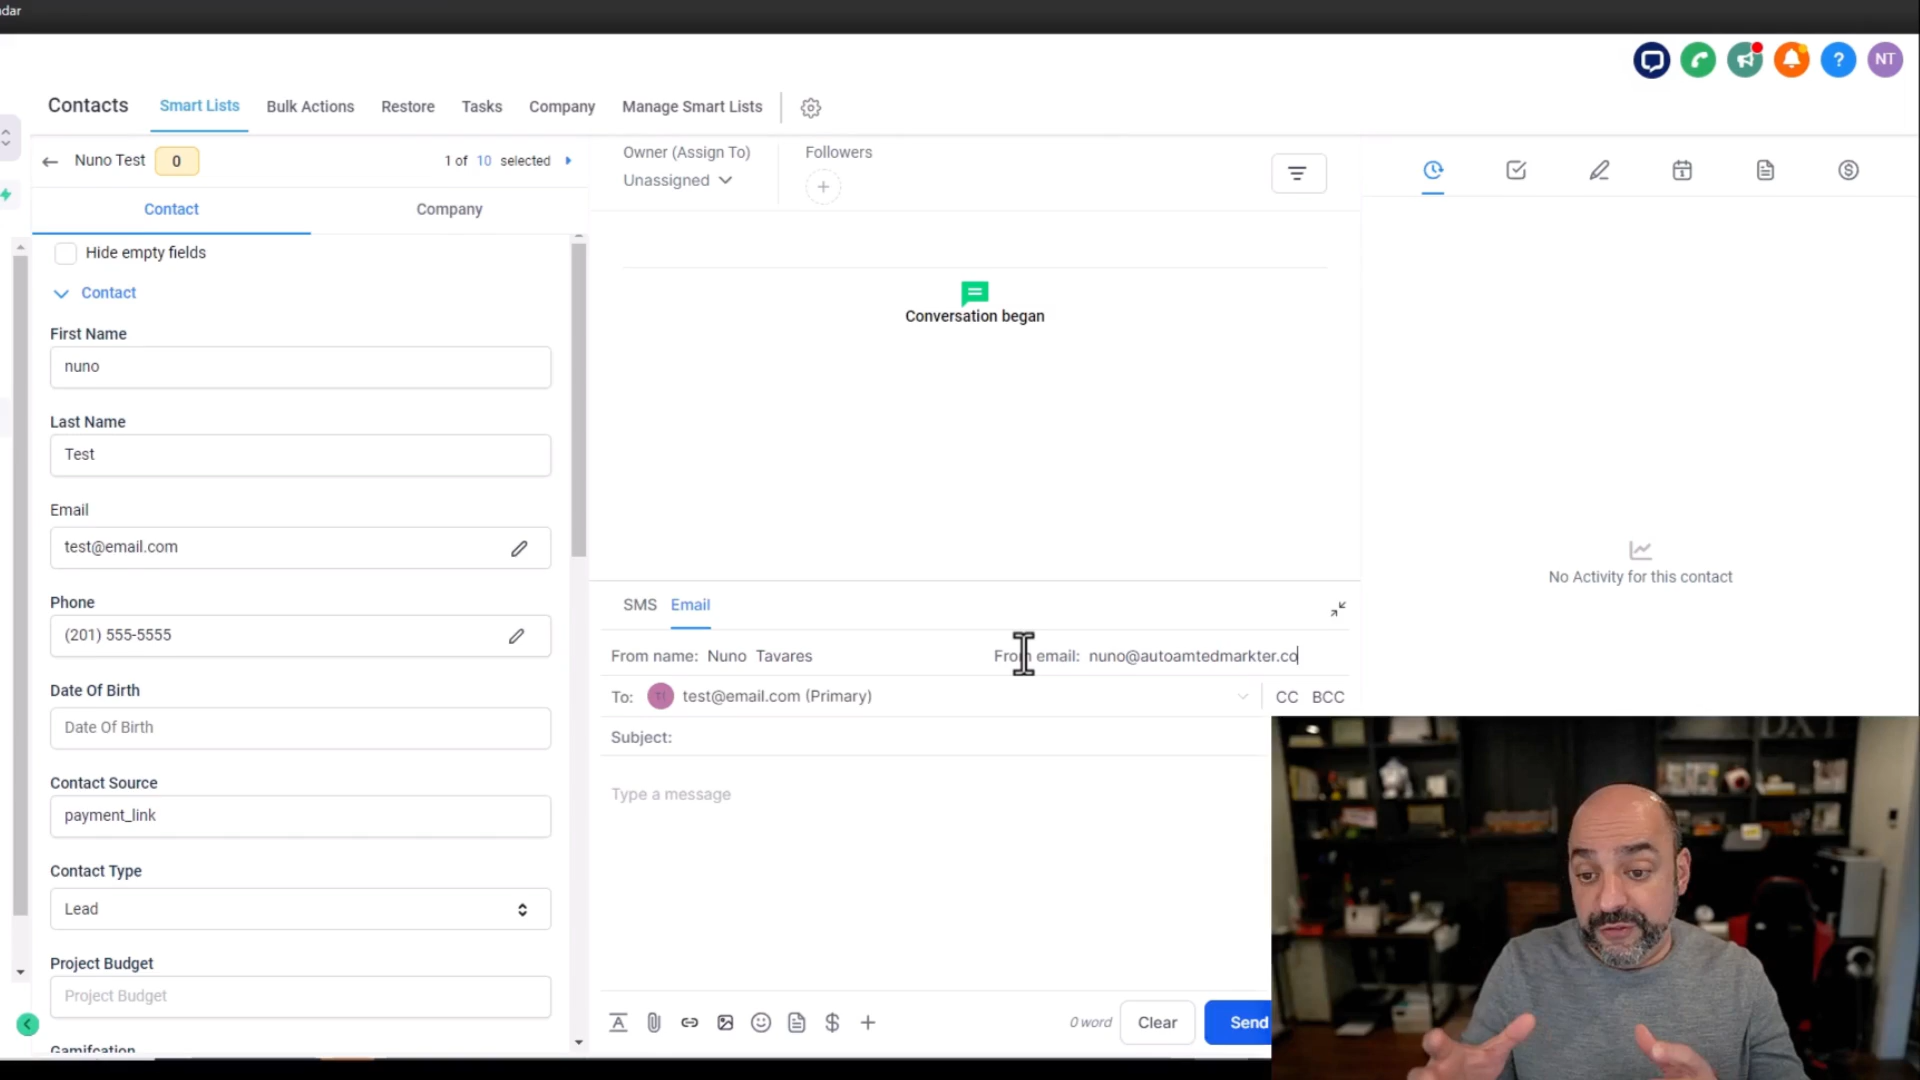 dar
NT
Contacts Smart Lists Bulk Actions Restore Tasks Company Manage Smart Lists
Nuno Test 0 1 of 10 selected
Contact Company
Hide empty fields
Contact
First Name
nuno
Last Name
Test
Email
test@email.com
Phone
(201) 555-5555
Date Of Birth
Date Of Birth
Contact Source
payment_link
Contact Type
Lead
Project Budget
Project Budget
Gamifcation
Owner (Assign To) Followers
Unassigned
Conversation began
SMS Email
From name: Nuno Tavares From email: nuno@autoamtedmarkter.co
To: test@email.com (Primary) CC BCC
Subject:
Type a message
0 word Clear Send
No Activity for this contact